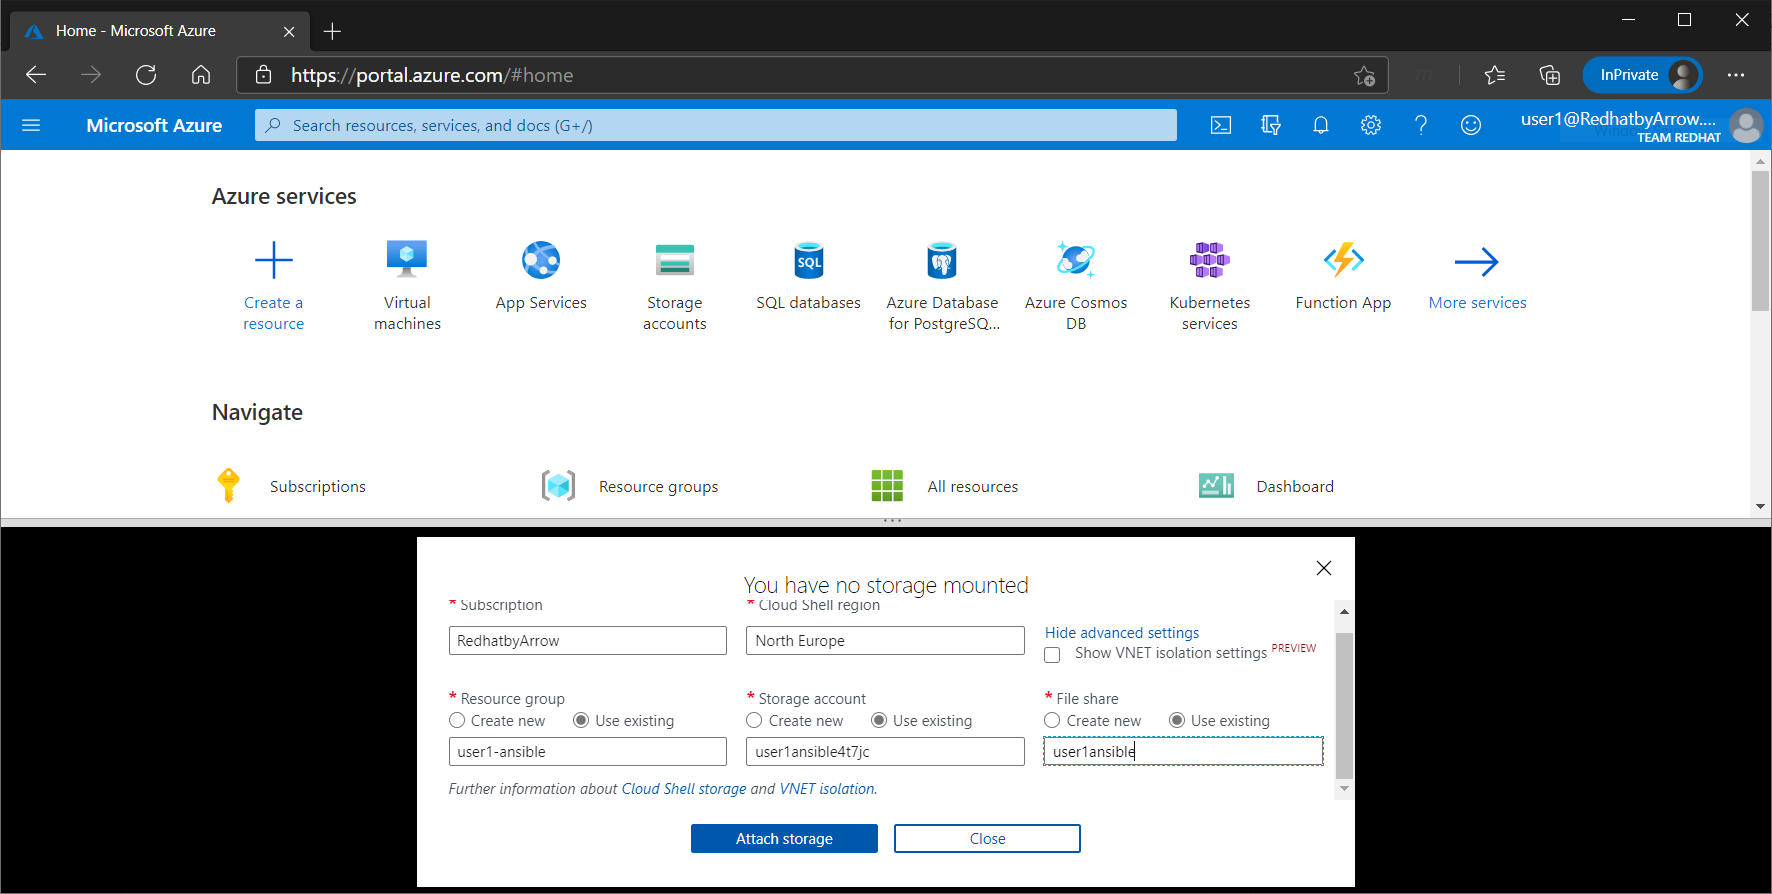 Home - Microsoft Azure
https://portal.azure.com/#home
InPrivate
Microsoft Azure
Search resources, services, and docs (G+/)
user1@RedhatbyArrow....
TEAM REDHAT
Azure services
Create a
resource
Virtual
machines
App Services
Storage
accounts
SQL
SQL databases
Azure Database
for PostgreSQ...
Azure Cosmos
DB
Kubernetes
services
Function App
More services
Navigate
Subscriptions
Resource groups
All resources
Dashboard
You have no storage mounted
* Subscription
* Cloud Shell region
RedhatbyArrow
North Europe
Hide advanced settings
Show VNET isolation settings PREVIEW
* Resource group
Create new
Use existing
user1-ansible
* Storage account
Create new
Use existing
user1ansible4t7jc
* File share
Create new
Use existing
user1ansible
Further information about Cloud Shell storage and VNET isolation.
Attach storage
Close